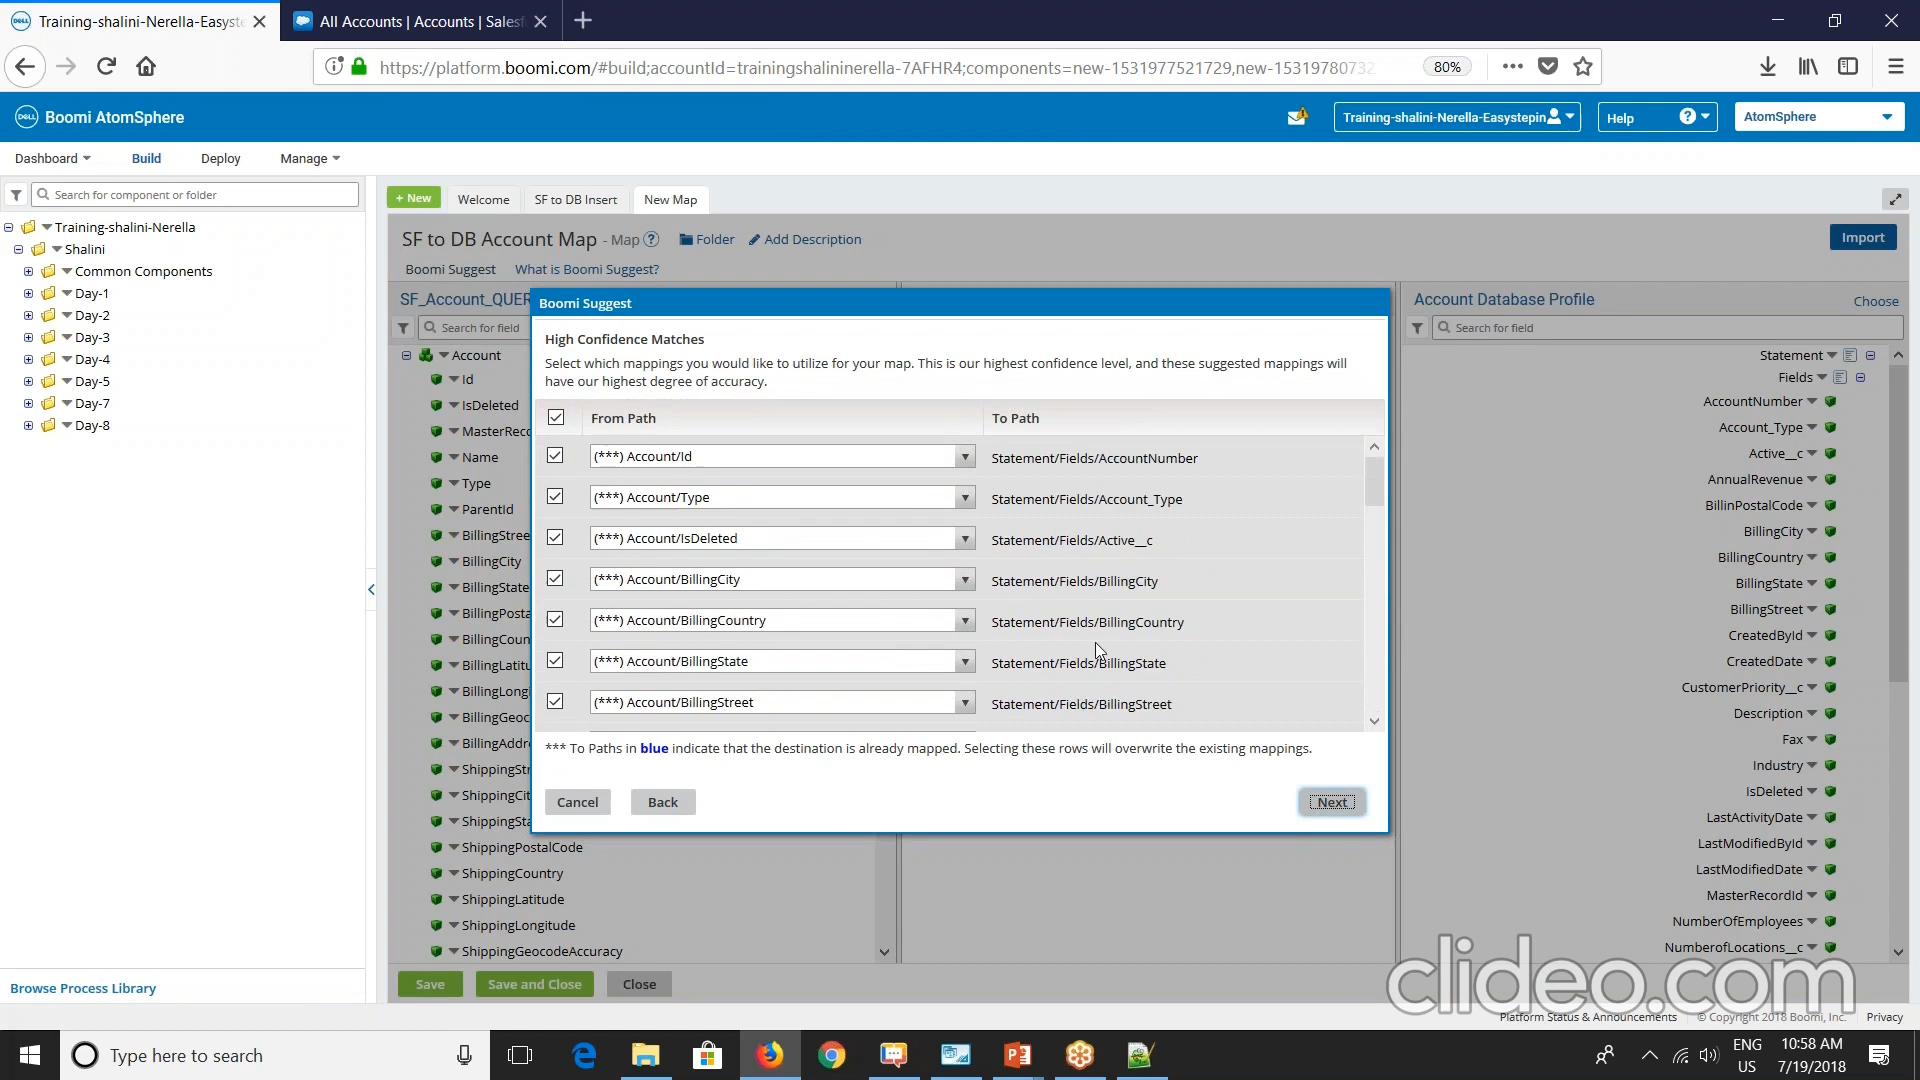 Training-shalini-Nerella-Easyste
All Accounts | Accounts | Salesf
https://platform.boomi.com/#build;accountId=trainingshalininerella-7AFHR4;components=new-1531977521729,new-15319780732
80%
Boomi AtomSphere
Training-shalini-Nerella-Easystepin
Help
AtomSphere
Dashboard
Build
Deploy
Manage
Search for component or folder
+ New
Welcome
SF to DB Insert
New Map
Training-shalini-Nerella
Shalini
Common Components
Day-1
Day-2
Day-3
Day-4
Day-5
Day-7
Day-8
Browse Process Library
SF to DB Account Map - Map
Folder
Add Description
Import
Boomi Suggest
What is Boomi Suggest?
SF_Account_QUER
Search for field
Account
Id
IsDeleted
MasterReco
Name
Type
ParentId
BillingStree
BillingCity
BillingState
BillingPosta
BillingCoun
BillingLatitu
BillingLongi
BillingGeoc
BillingAddre
ShippingStr
ShippingCit
ShippingSta
ShippingPostalCode
ShippingCountry
ShippingLatitude
ShippingLongitude
ShippingGeocodeAccuracy
Boomi Suggest
High Confidence Matches
Select which mappings you would like to utilize for your map. This is our highest confidence level, and these suggested mappings will
have our highest degree of accuracy.
From Path
To Path
(***) Account/Id
Statement/Fields/AccountNumber
(***) Account/Type
Statement/Fields/Account_Type
(***) Account/IsDeleted
Statement/Fields/Active__c
(***) Account/BillingCity
Statement/Fields/BillingCity
(***) Account/BillingCountry
Statement/Fields/BillingCountry
(***) Account/BillingState
Statement/Fields/BillingState
(***) Account/BillingStreet
Statement/Fields/BillingStreet
*** To Paths in blue indicate that the destination is already mapped. Selecting these rows will overwrite the existing mappings.
Cancel
Back
Next
Account Database Profile
Choose
Search for field
Statement
Fields
AccountNumber
Account_Type
Active__c
AnnualRevenue
BillinPostalCode
BillingCity
BillingCountry
BillingState
BillingStreet
CreatedById
CreatedDate
CustomerPriority__c
Description
Fax
Industry
IsDeleted
LastActivityDate
LastModifiedById
LastModifiedDate
MasterRecordId
NumberOfEmployees
NumberofLocations__c
Save
Save and Close
Close
clideo.com
Platform Status & Announcements
© Copyright 2018 Boomi, Inc.
Privacy
Type here to search
ENG
US
10:58 AM
7/19/2018